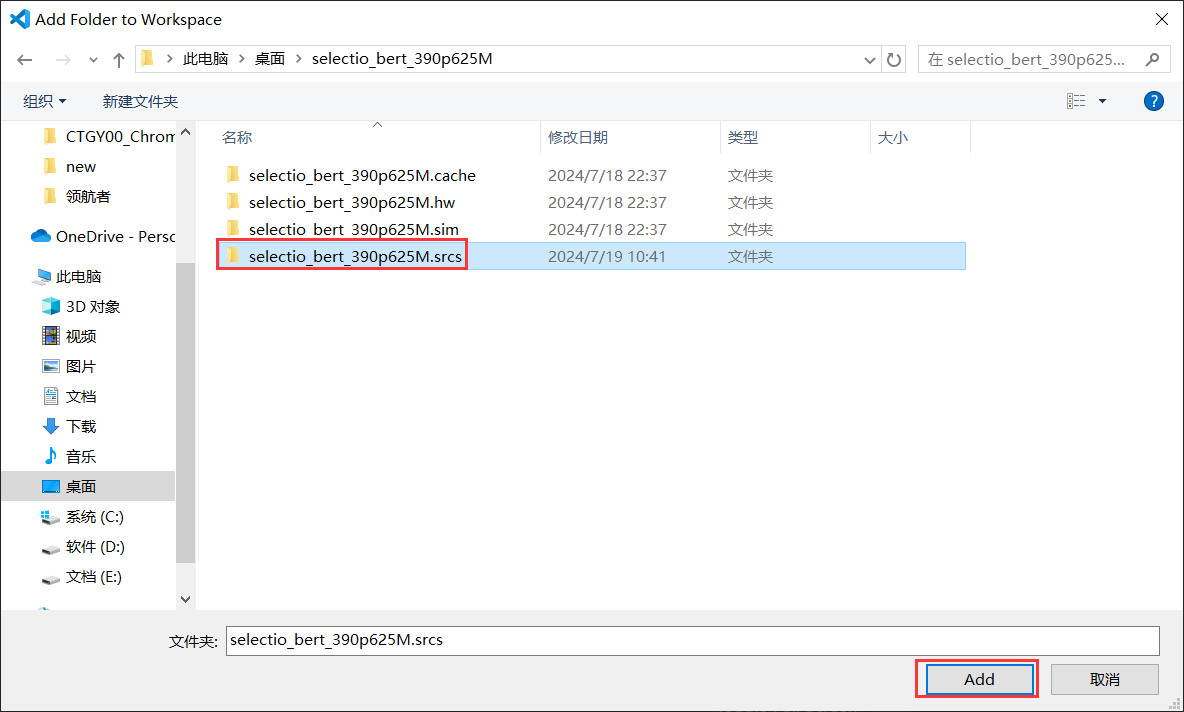 Add Folder to Workspace
此电脑 桌面 selectio_bert_390p625M
在 selectio_bert_390p625...
组织 新建文件夹
名称 修改日期 类型 大小
CTGY00_Chrom
new
领航者
OneDrive - Perso
此电脑
3D 对象
视频
图片
文档
下载
音乐
桌面
系统 (C:)
软件 (D:)
文档 (E:)
selectio_bert_390p625M.cache 2024/7/18 22:37 文件夹
selectio_bert_390p625M.hw 2024/7/18 22:37 文件夹
selectio_bert_390p625M.sim 2024/7/18 22:37 文件夹
selectio_bert_390p625M.srcs 2024/7/19 10:41 文件夹
文件夹: selectio_bert_390p625M.srcs
Add 取消